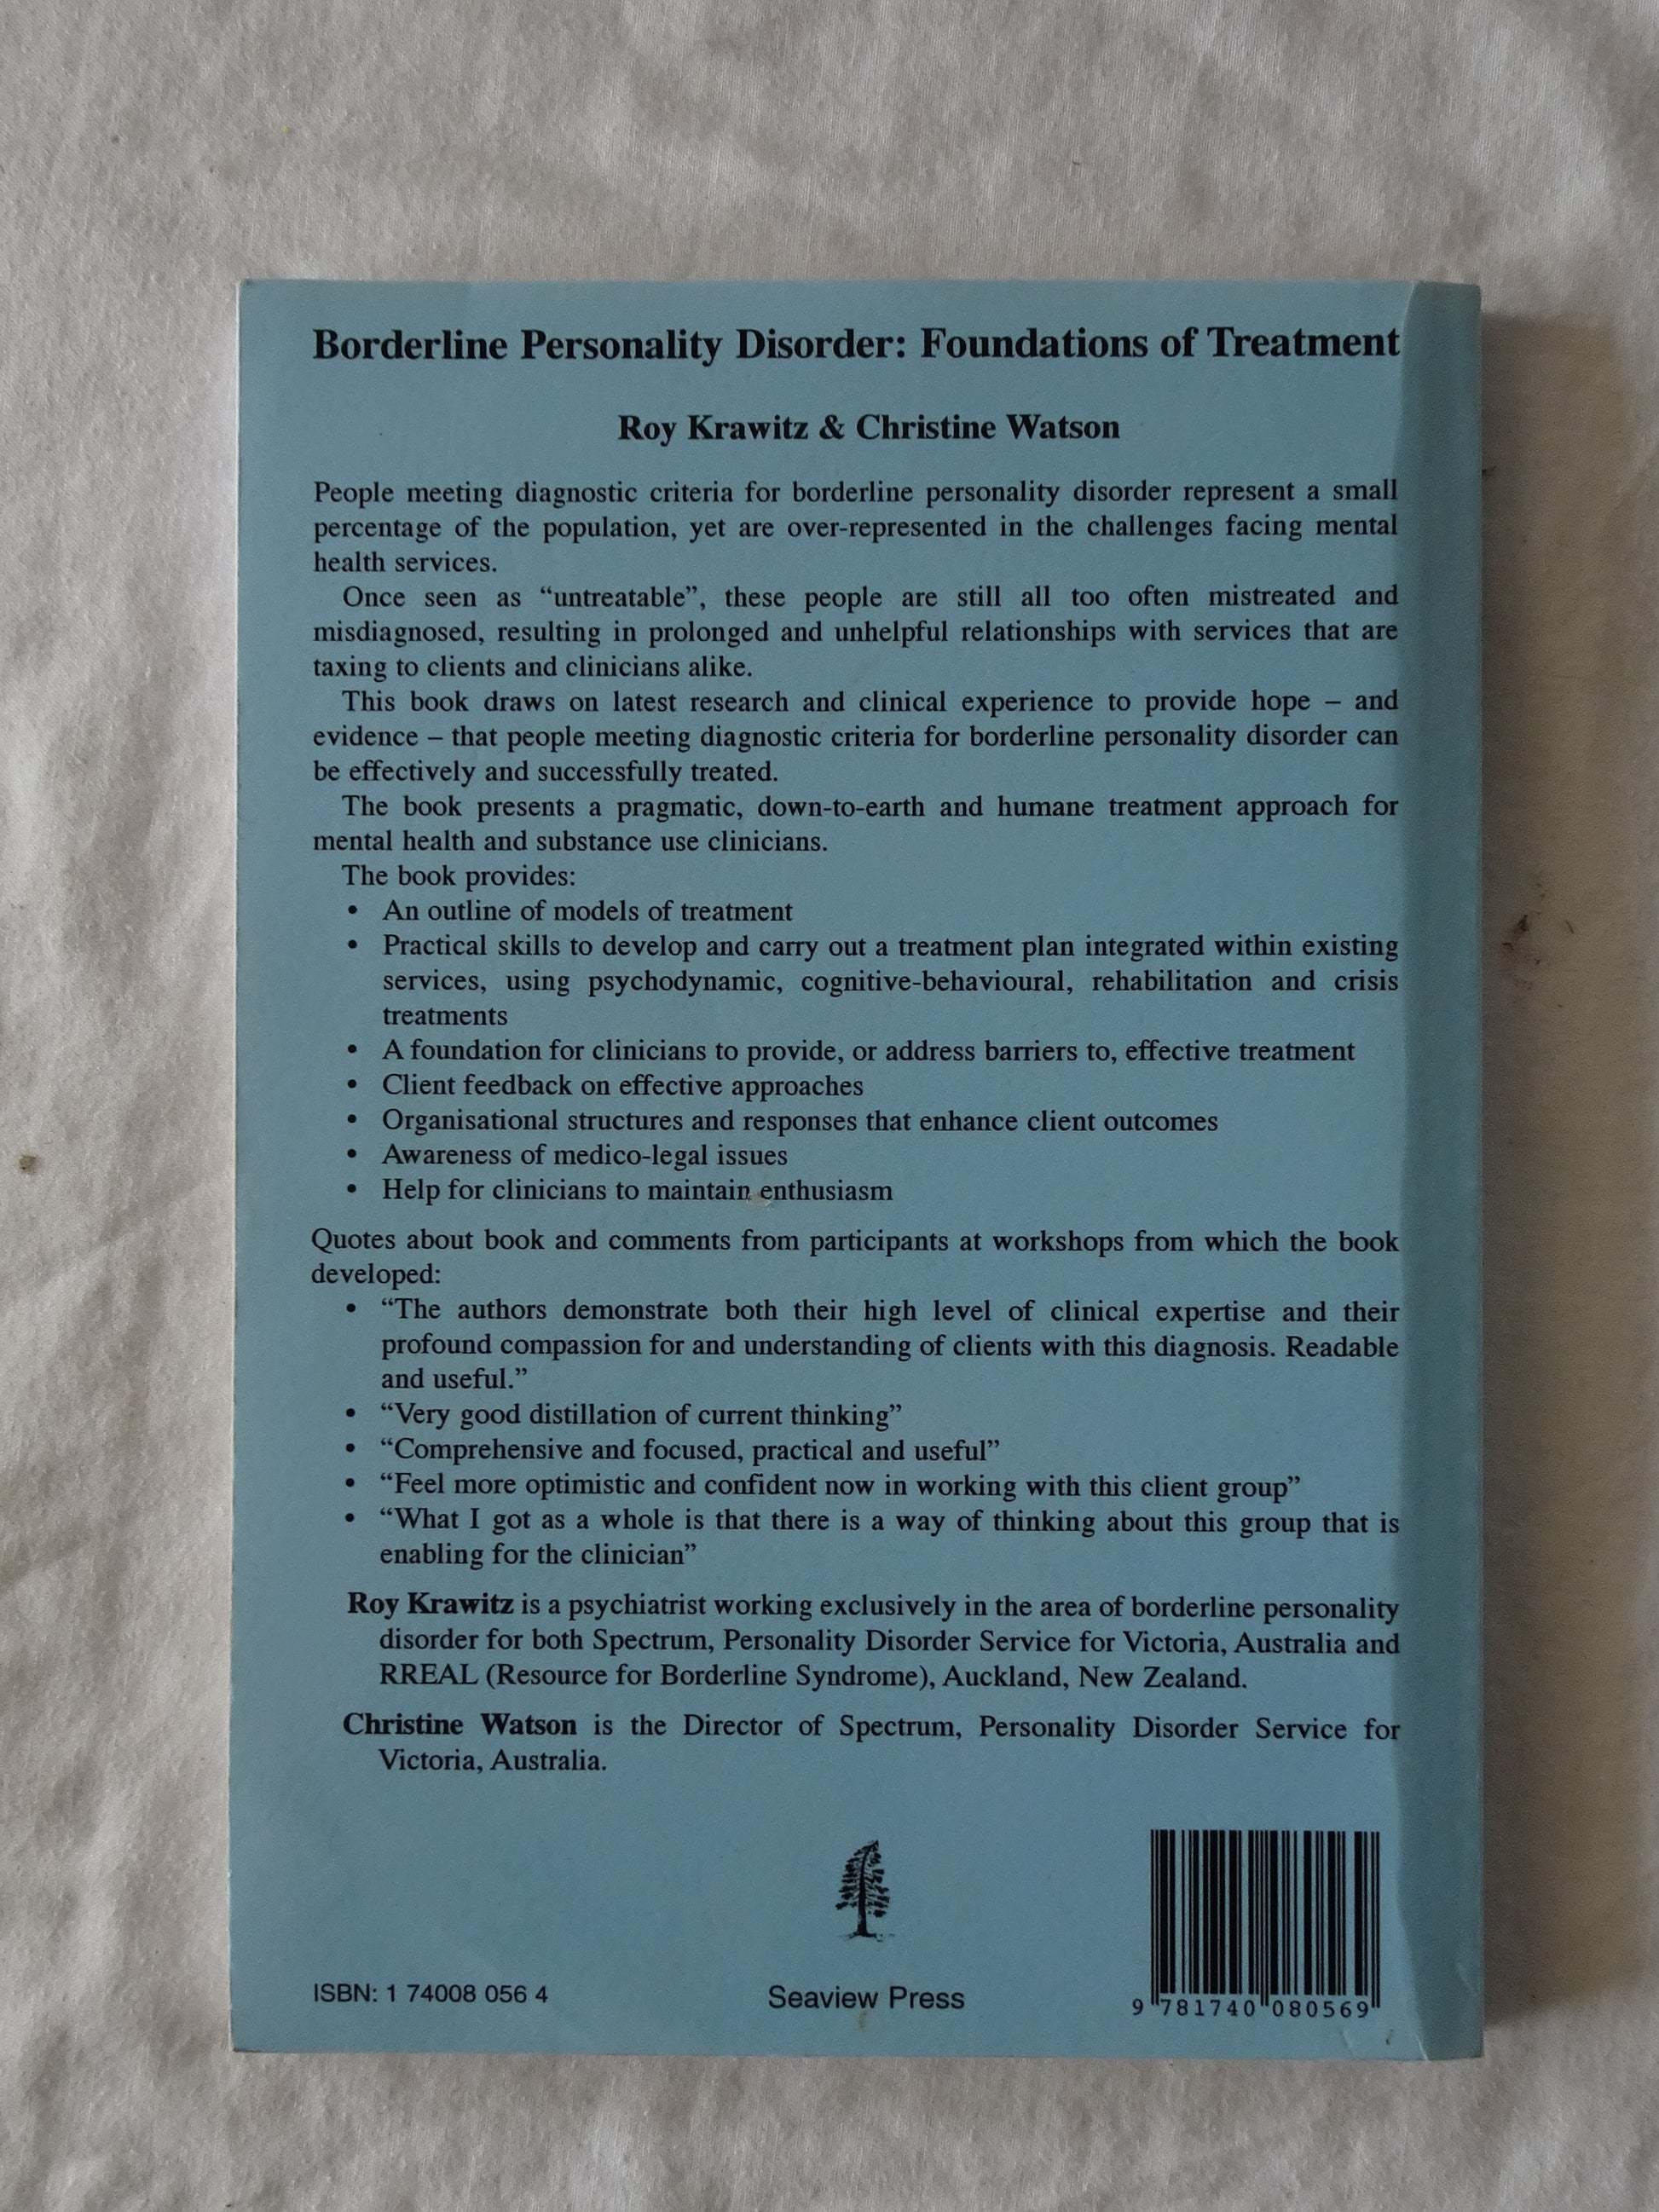 Borderline Personality Disorder: Foundations of Treatment
Roy Krawitz & Christine Watson
People meeting diagnostic criteria for borderline personality disorder represent a small
percentage of the population, yet are over-represented in the challenges facing mental
health services.
Once seen as “untreatable”, these people are still all too often mistreated and
misdiagnosed, resulting in prolonged and unhelpful relationships with services that are
taxing to clients and clinicians alike.
This book draws on latest research and clinical experience to provide hope – and
evidence – that people meeting diagnostic criteria for borderline personality disorder can
be effectively and successfully treated.
The book presents a pragmatic, down-to-earth and humane treatment approach for
mental health and substance use clinicians.
The book provides:
• An outline of models of treatment
• Practical skills to develop and carry out a treatment plan integrated within existing
services, using psychodynamic, cognitive-behavioural, rehabilitation and crisis
treatments
• A foundation for clinicians to provide, or address barriers to, effective treatment
• Client feedback on effective approaches
• Organisational structures and responses that enhance client outcomes
• Awareness of medico-legal issues
• Help for clinicians to maintain enthusiasm
Quotes about book and comments from participants at workshops from which the book
developed:
• “The authors demonstrate both their high level of clinical expertise and their
profound compassion for and understanding of clients with this diagnosis. Readable
and useful.”
• “Very good distillation of current thinking”
• “Comprehensive and focused, practical and useful”
• “Feel more optimistic and confident now in working with this client group”
• “What I got as a whole is that there is a way of thinking about this group that is
enabling for the clinician”
Roy Krawitz is a psychiatrist working exclusively in the area of borderline personality
disorder for both Spectrum, Personality Disorder Service for Victoria, Australia and
RREAL (Resource for Borderline Syndrome), Auckland, New Zealand.
Christine Watson is the Director of Spectrum, Personality Disorder Service for
Victoria, Australia.
ISBN: 1 74008 056 4
Seaview Press
9 781740 080569